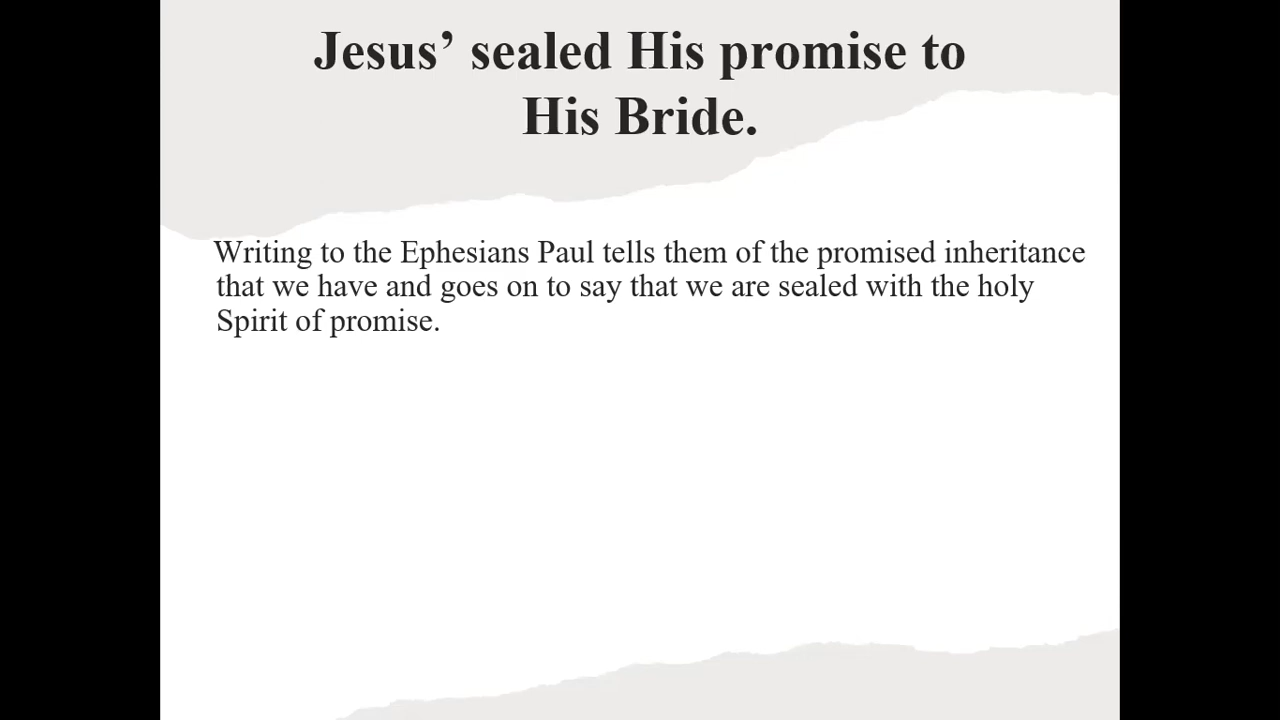 Jesus’ sealed His promise to
His Bride.
Writing to the Ephesians Paul tells them of the promised inheritance
that we have and goes on to say that we are sealed with the holy
Spirit of promise.